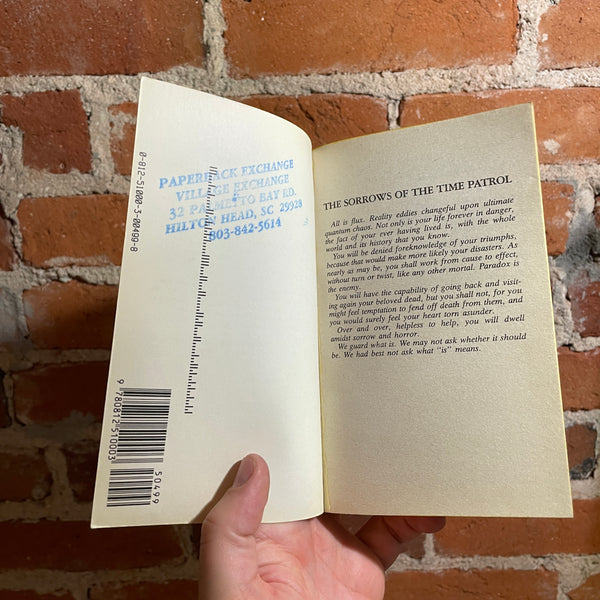 0-812-51000-3-00499-8
PAPERBACK EXCHANGE
VILLAGE EXCHANGE
32 PALMETTO BAY RD.
HILTON HEAD, SC 29928
803-842-5614
9 780812 510003
50499
THE SORROWS OF THE TIME PATROL
All is flux. Reality eddies changeful upon ultimate
quantum chaos. Not only is your life forever in danger,
the fact of your ever having lived is, with the whole
world and its history that you know.
You will be denied foreknowledge of your triumphs,
because that would make more likely your disasters. As
nearly as may be, you shall work from cause to effect,
without turn or twist, like any other mortal. Paradox is
the enemy.
You will have the capability of going back and visit-
ing again your beloved dead, but you shall not, for you
might feel temptation to fend off death from them, and
you would surely feel your heart torn asunder.
Over and over, helpless to help, you will dwell
amidst sorrow and horror.
We guard what is. We may not ask whether it should
be. We had best not ask what "is" means.